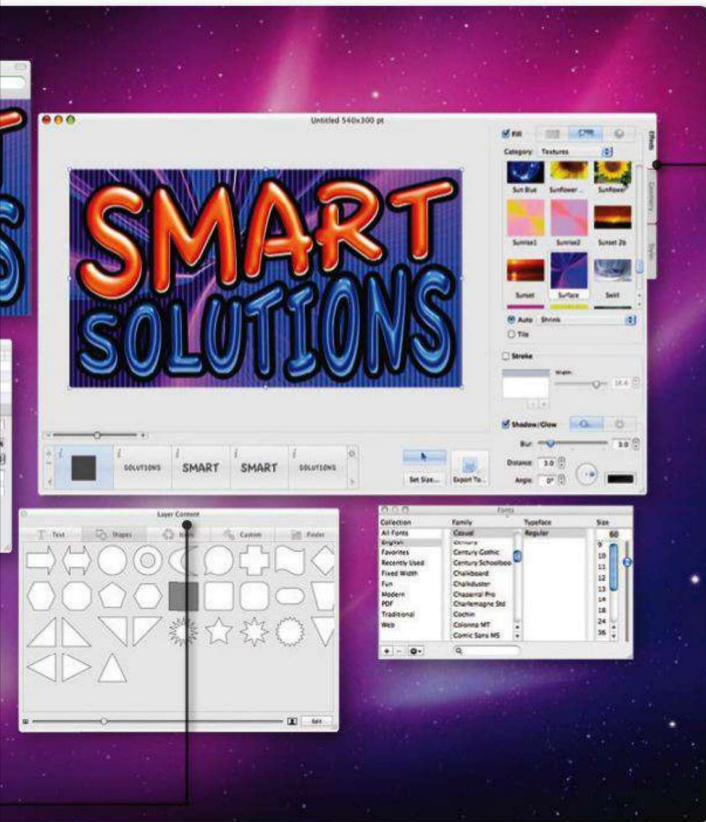 Untitled 540x300 pt
SMART
SOLUTIONS
Fill
Category: Textures
Sun Blue Sunflower ... Sunflower
Sunrise1 Sunrise2 Sunset 2b
Sunset Surface Swirl
Auto Shrink
Tile
Stroke
Width:
Shadow/Glow
Blur: 3.0
Distance: 3.0
Angle: 0°
Effects
Geometry
Styles
SOLUTIONS SMART SMART SOLUTIONS
Set Size... Export To...
Layer Content
Text Shapes Custom Finder
Edit
Fonts
Collection Family Typeface Size
All Fonts Casual Regular 60
English Century 9
Favorites Century Gothic 10
Recently Used Century Schoolboo 11
Fixed Width Chalkboard 12
Fun Chalkduster 13
Modern Chaparral Pro 14
PDF Charlemagne Std 18
Traditional Cochin 24
Web Colonna MT 36
Comic Sans MS